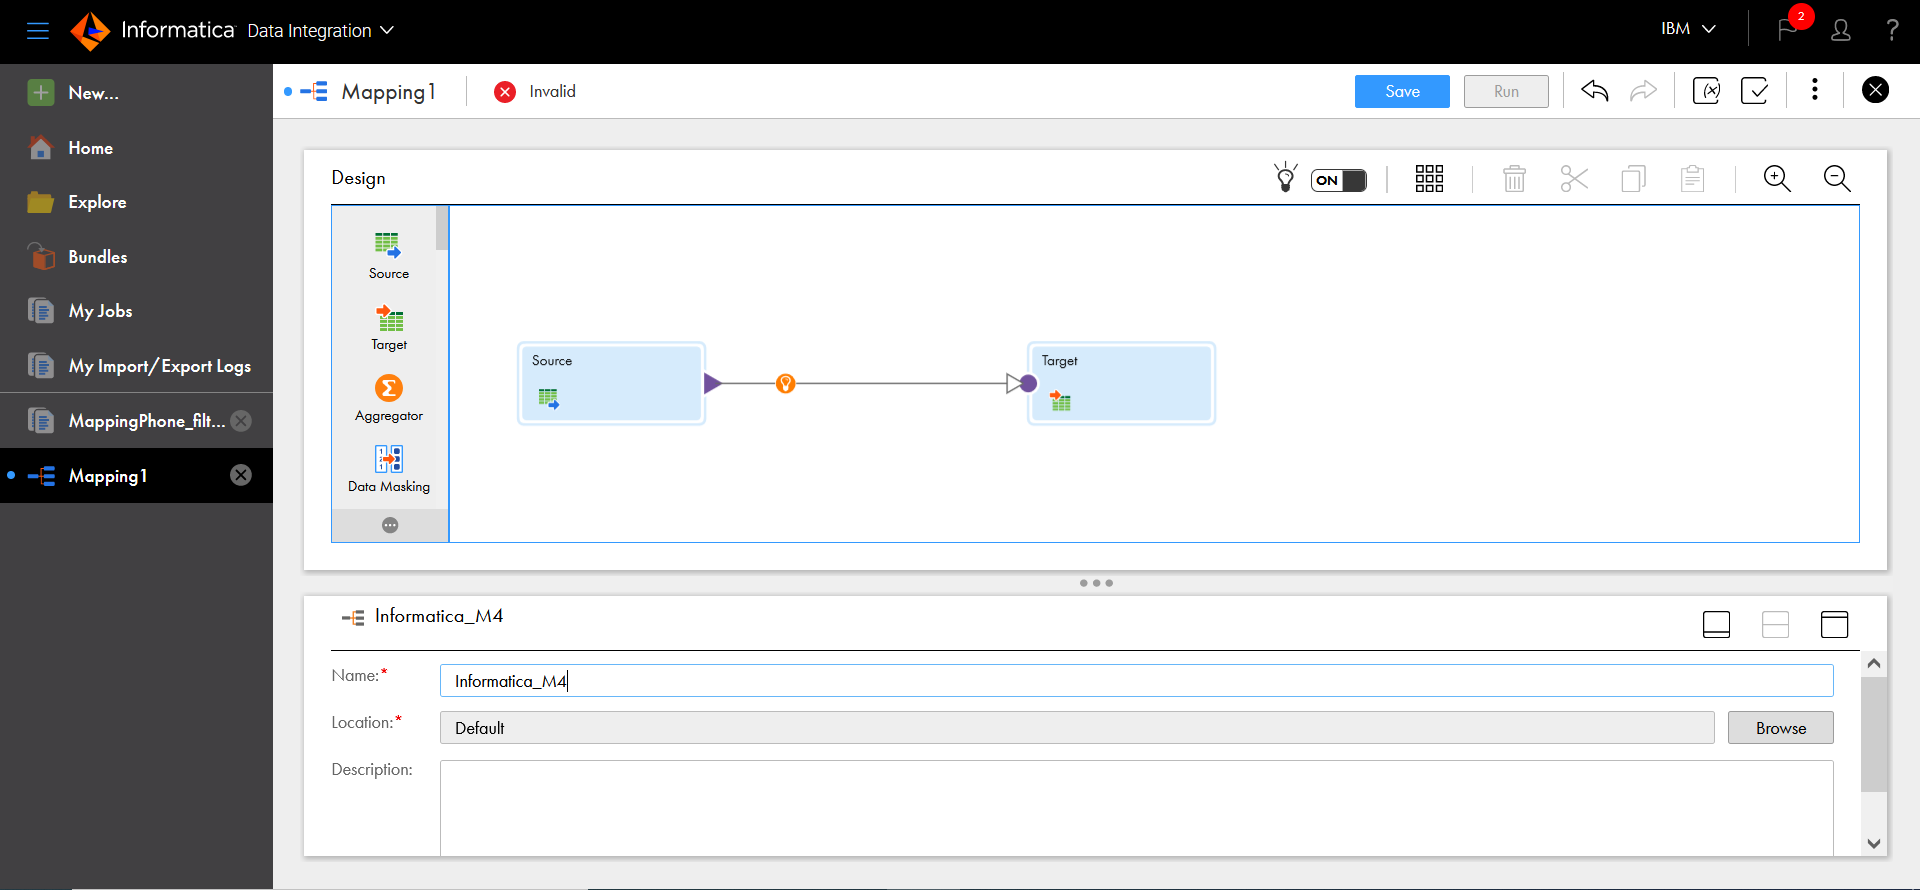 Informatica Data Integration
IBM
2
?
New...
Home
Explore
Bundles
My Jobs
My Import/Export Logs
MappingPhone_filt...
Mapping1
Mapping1
Invalid
Save
Run
(x)
Design
ON
Source
Target
Aggregator
Data Masking
Source
Target
Informatica_M4
Name:*
Informatica_M4
Location:*
Default
Browse
Description: